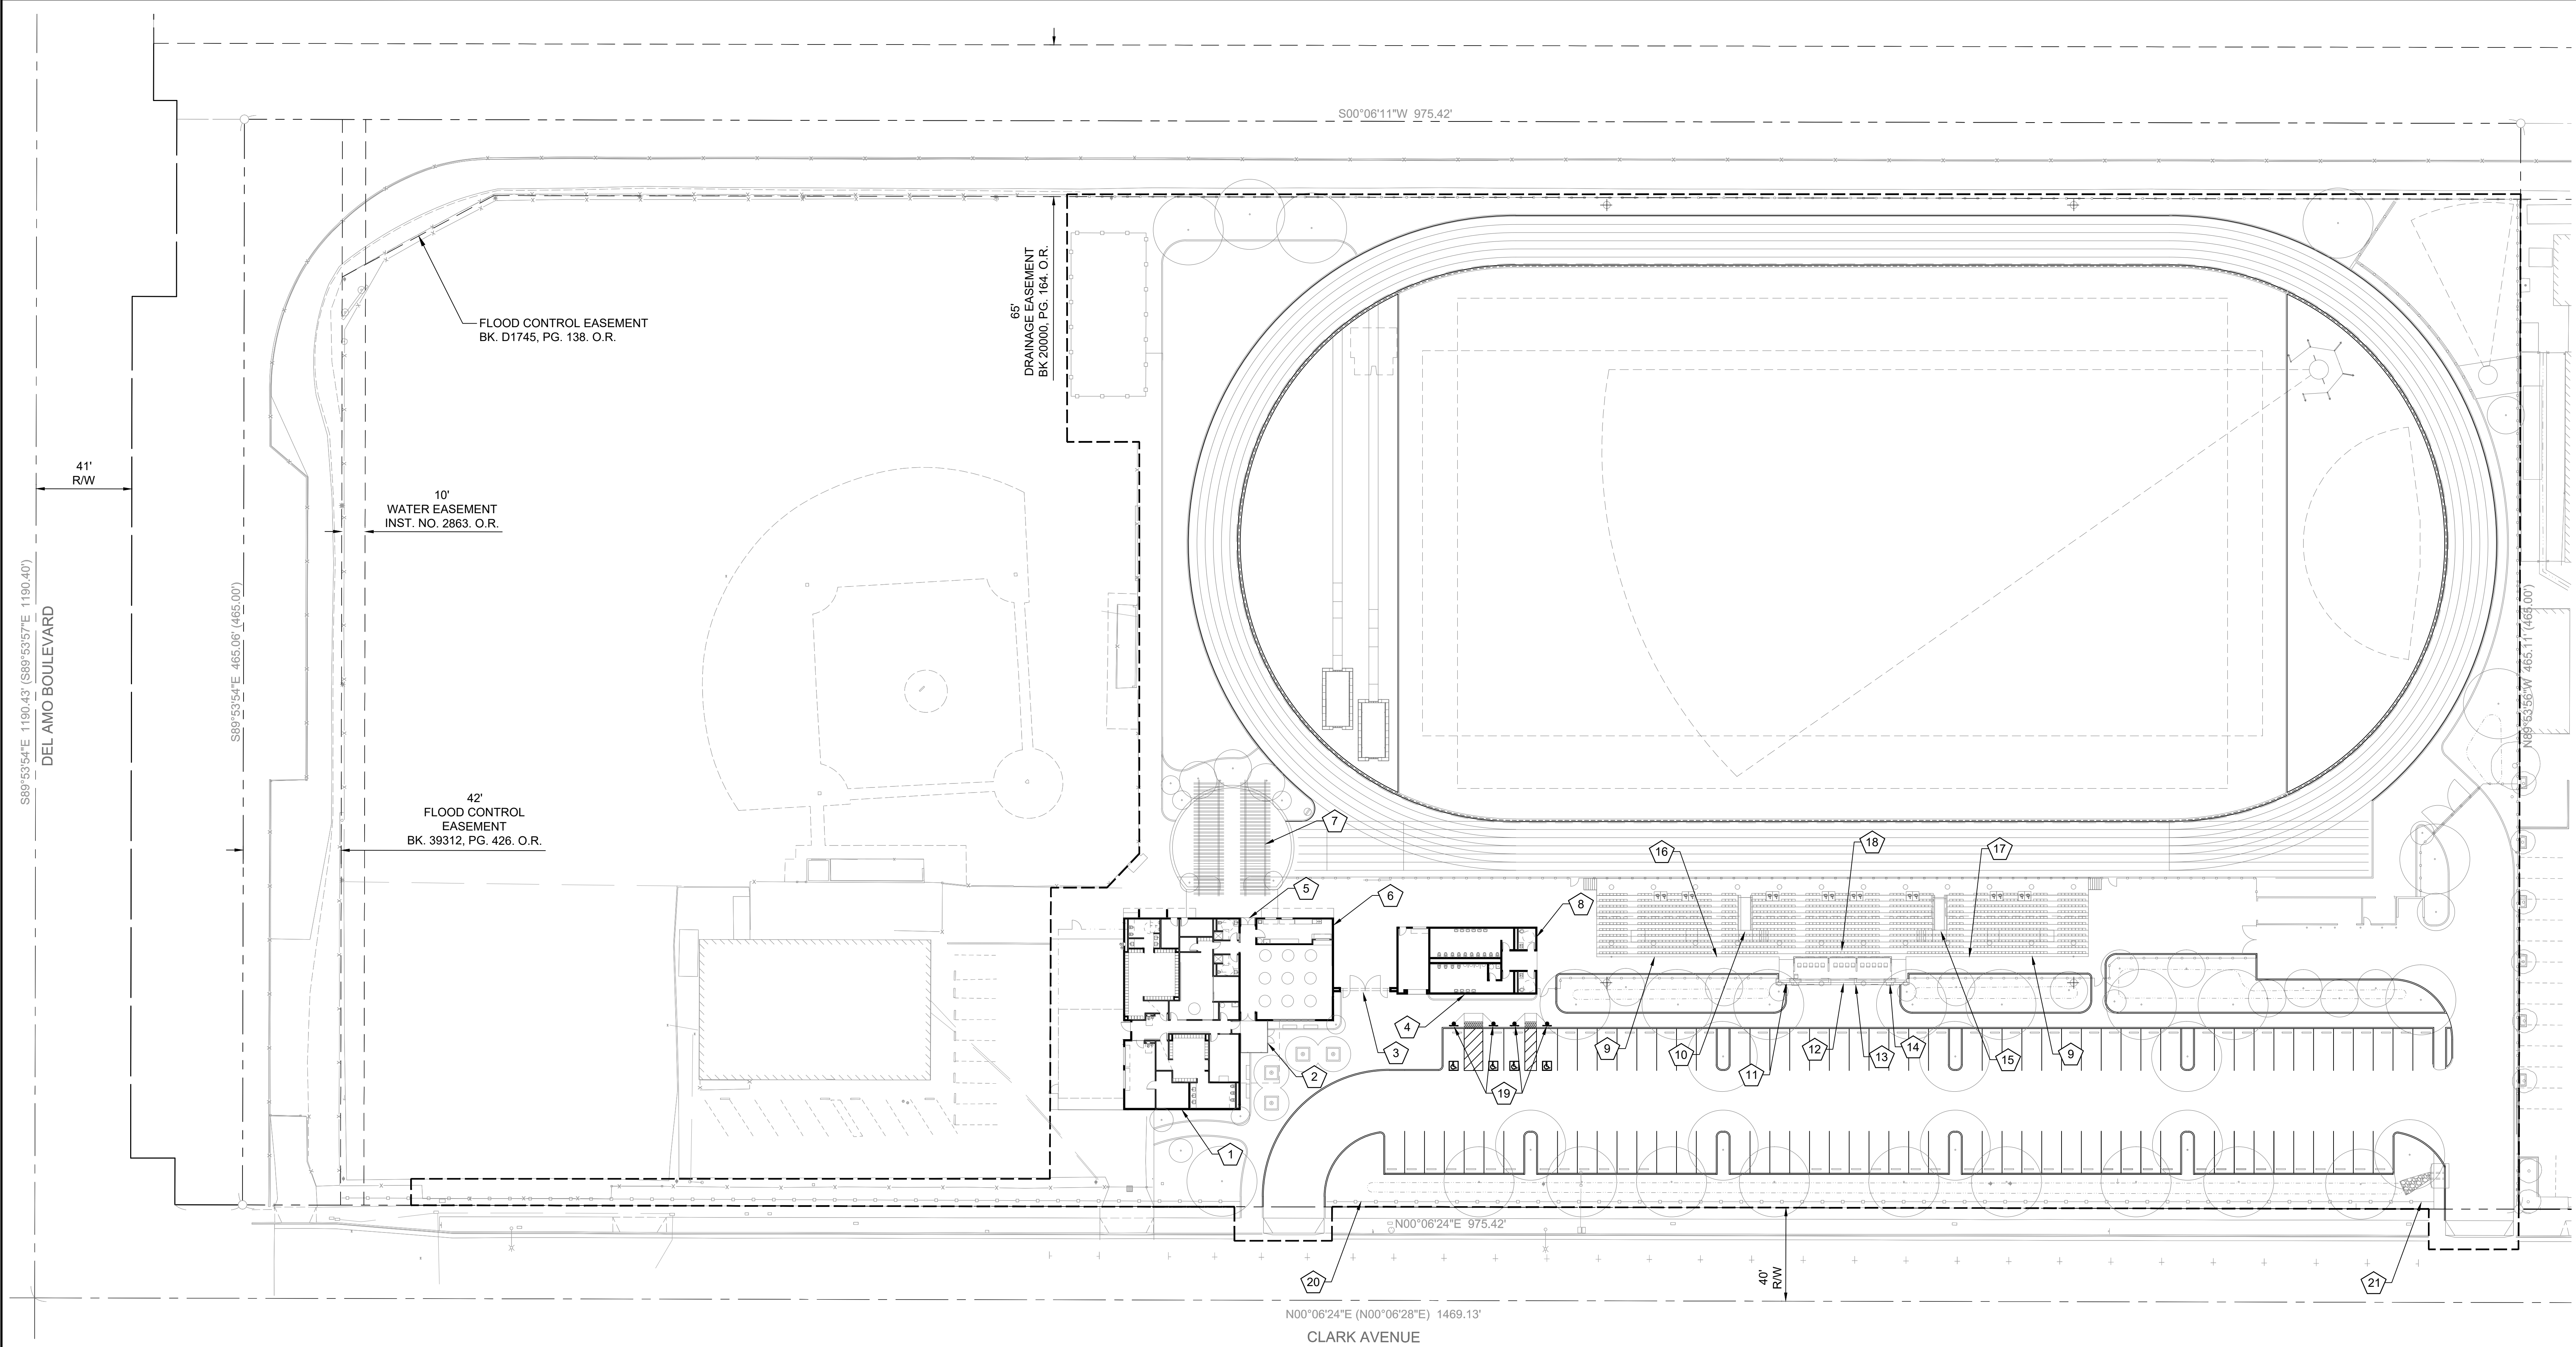 S00°06'11"W 975.42'
FLOOD CONTROL EASEMENT
BK. D1745, PG. 138. O.R.
65'
DRAINAGE EASEMENT
BK 20000, PG. 164. O.R.
41'
R/W
10'
WATER EASEMENT
INST. NO. 2863. O.R.
S89°53'54"E 1190.43' (S89°53'57"E 1190.40')
DEL AMO BOULEVARD
S89°53'54"E 465.06' (465.00')
N89°53'56"W 465.11' (465.00')
42'
FLOOD CONTROL
EASEMENT
BK. 39312, PG. 426. O.R.
7
16
18
17
5
6
8
4
3
2
1
9
10
11
12
13
14
15
9
19
N00°06'24"E 975.42'
20
40'
R/W
21
N00°06'24"E (N00°06'28"E) 1469.13'
CLARK AVENUE